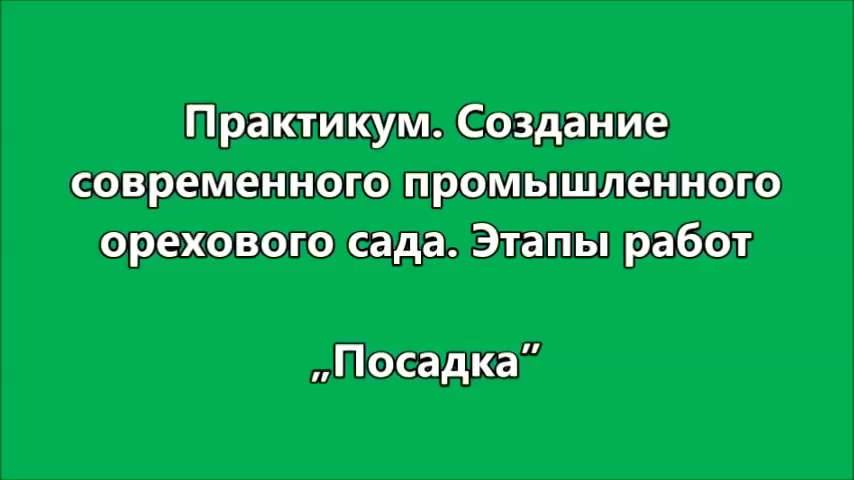 Практикум. Создание
современного промышленного
орехового сада. Этапы работ
„Посадка”